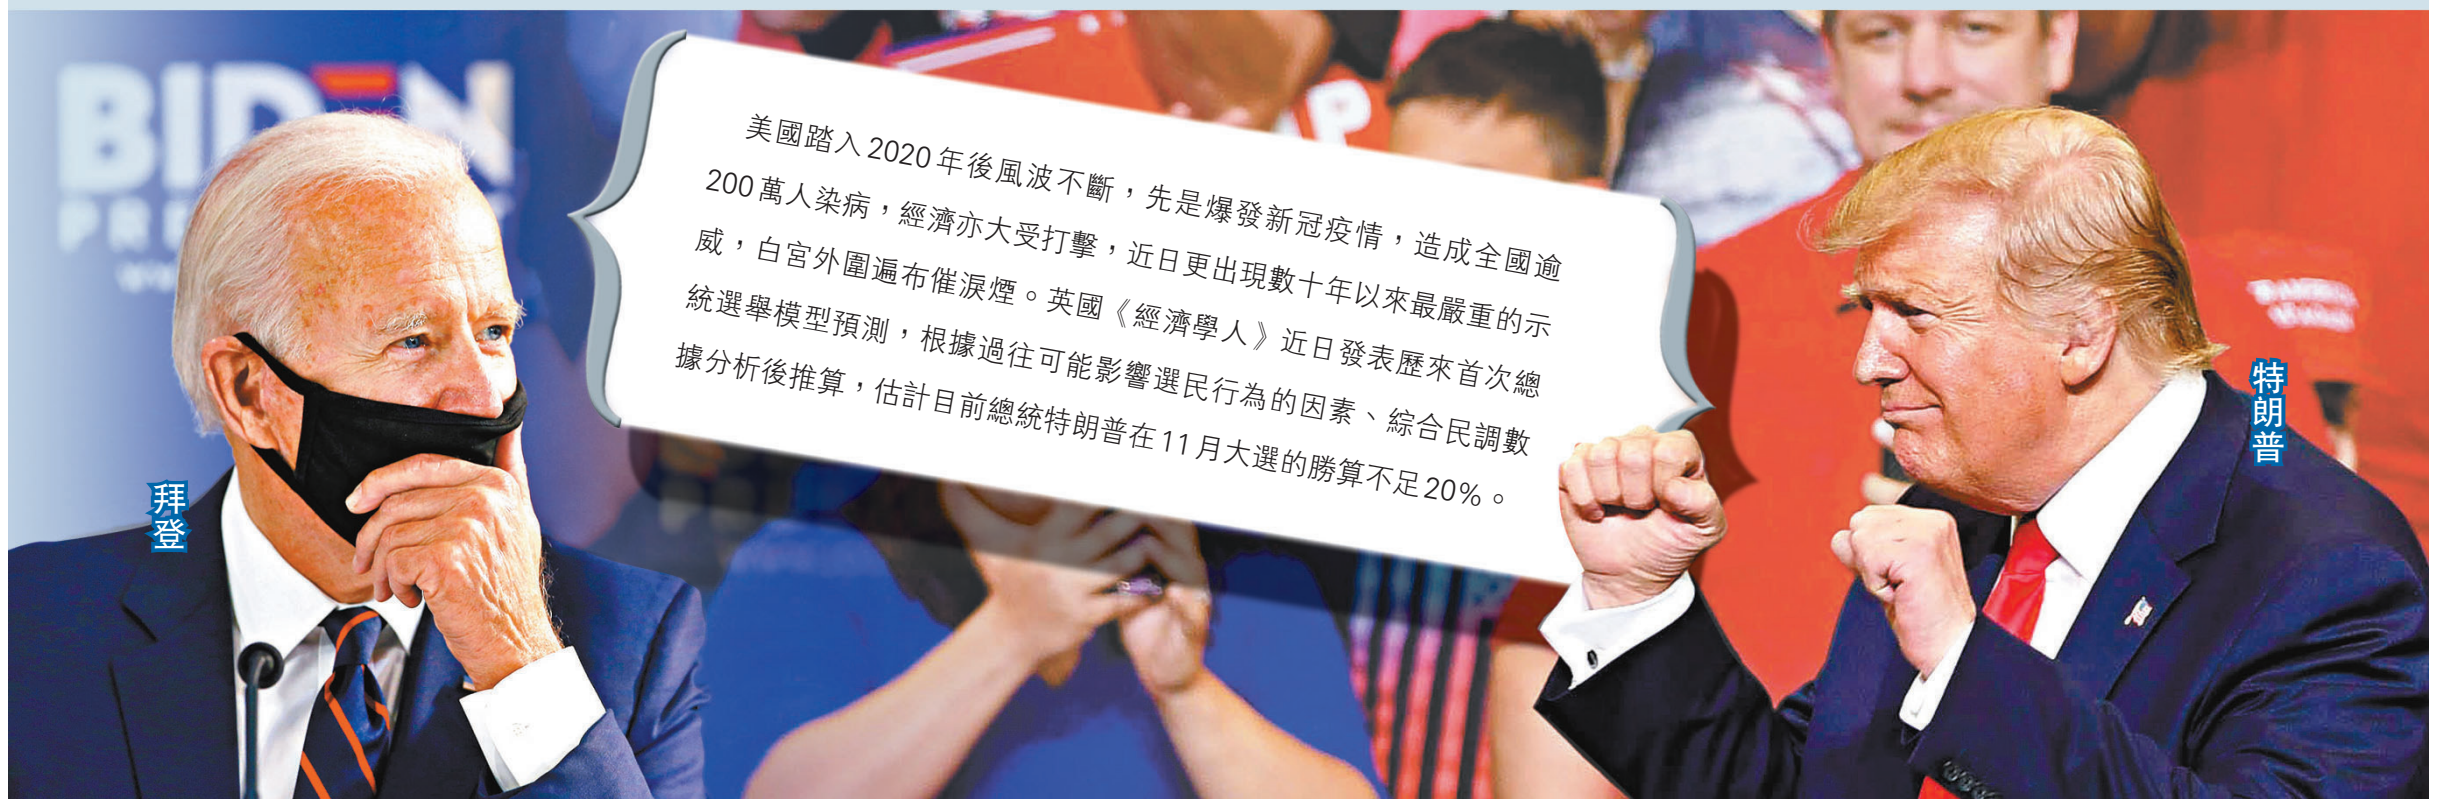 BIDEN
美國踏入2020年後風波不斷，先是爆發新冠疫情，造成全國逾
200萬人染病，經濟亦大受打擊，近日更出現數十年以來最嚴重的示
威，白宮外圍遍布催淚煙。英國《經濟學人》近日發表歷來首次總
統選舉模型預測，根據過往可能影響選民行為的因素、綜合民調數
據分析後推算，估計目前總統特朗普在11月大選的勝算不足20%。
拜登
特朗普